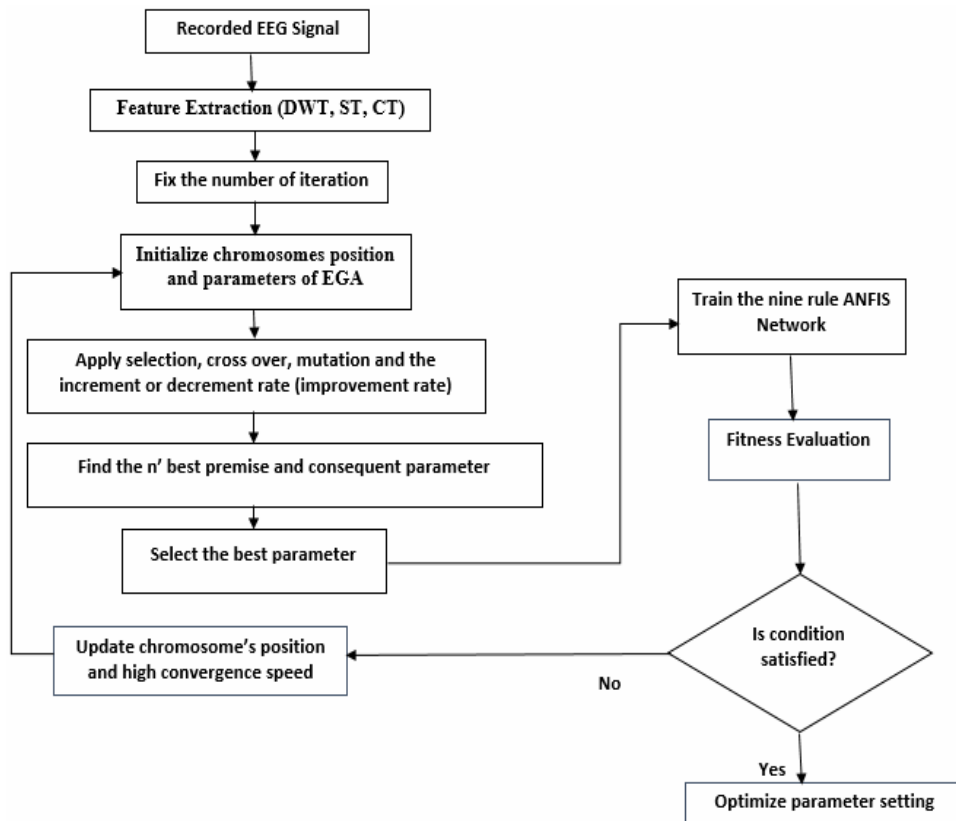 Recorded EEG Signal
Feature Extraction (DWT, ST, CT)
Fix the number of iteration
Initialize chromosomes position
and parameters of EGA
Apply selection, cross over, mutation and the
increment or decrement rate (improvement rate)
Find the n' best premise and consequent parameter
Select the best parameter
Train the nine rule ANFIS
Network
Fitness Evaluation
Is condition
satisfied?
No
Update chromosome's position
and high convergence speed
Yes
Optimize parameter setting